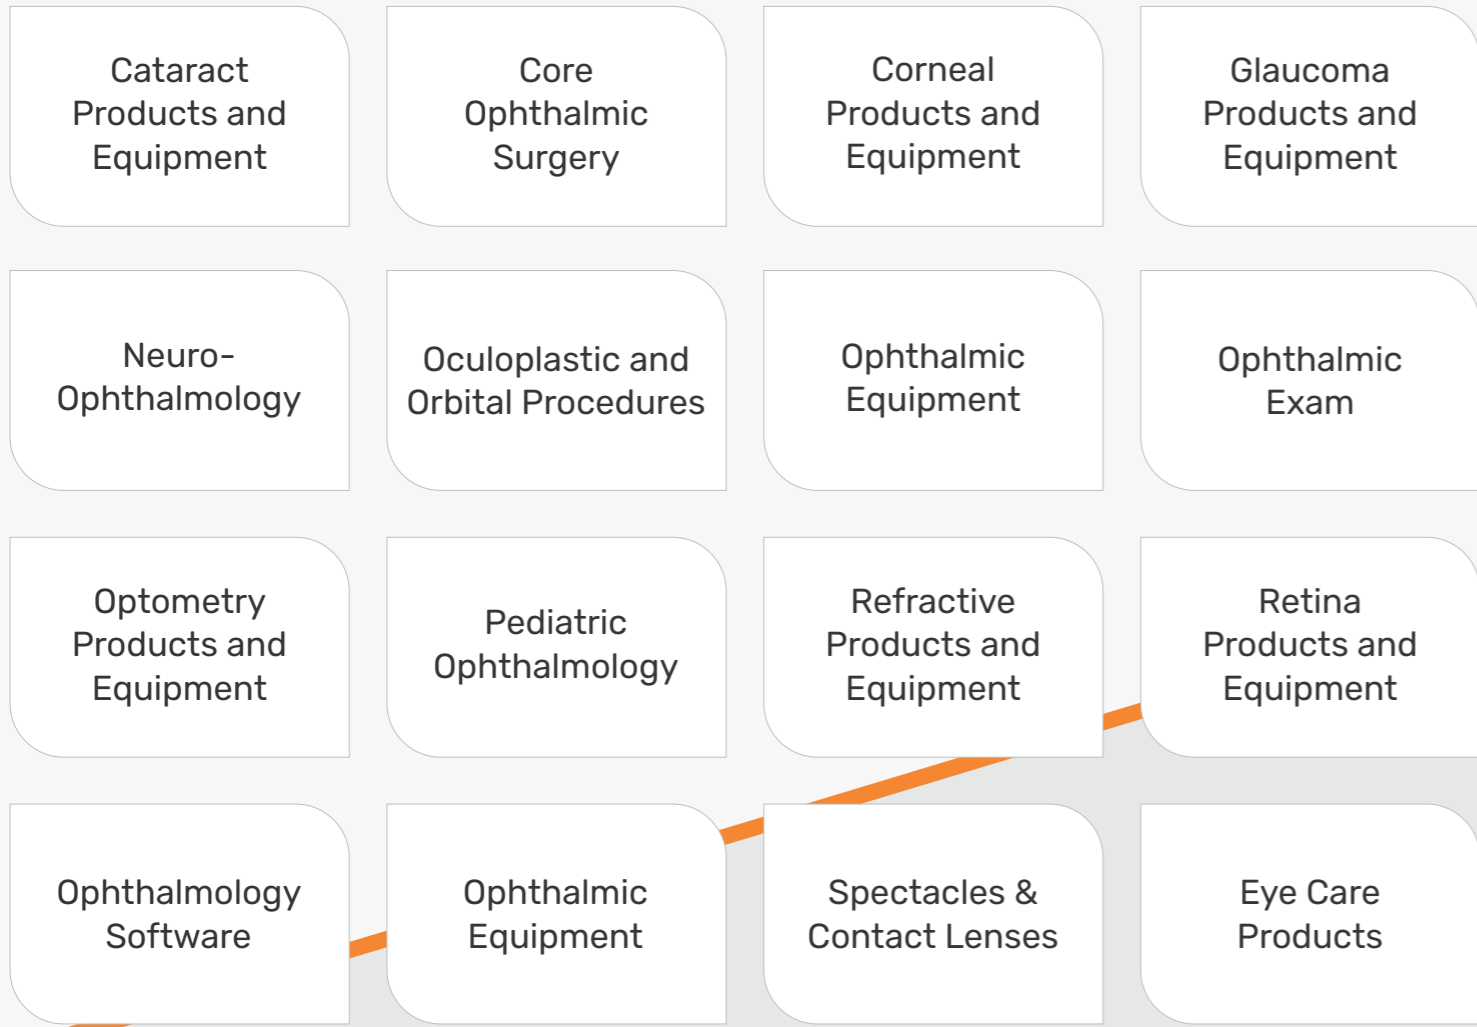 Cataract
Products and
Equipment
Core
Ophthalmic
Surgery
Corneal
Products and
Equipment
Glaucoma
Products and
Equipment
Neuro-
Ophthalmology
Oculoplastic and
Orbital Procedures
Ophthalmic
Equipment
Ophthalmic
Exam
Optometry
Products and
Equipment
Pediatric
Ophthalmology
Refractive
Products and
Equipment
Retina
Products and
Equipment
Ophthalmology
Software
Ophthalmic
Equipment
Spectacles &
Contact Lenses
Eye Care
Products